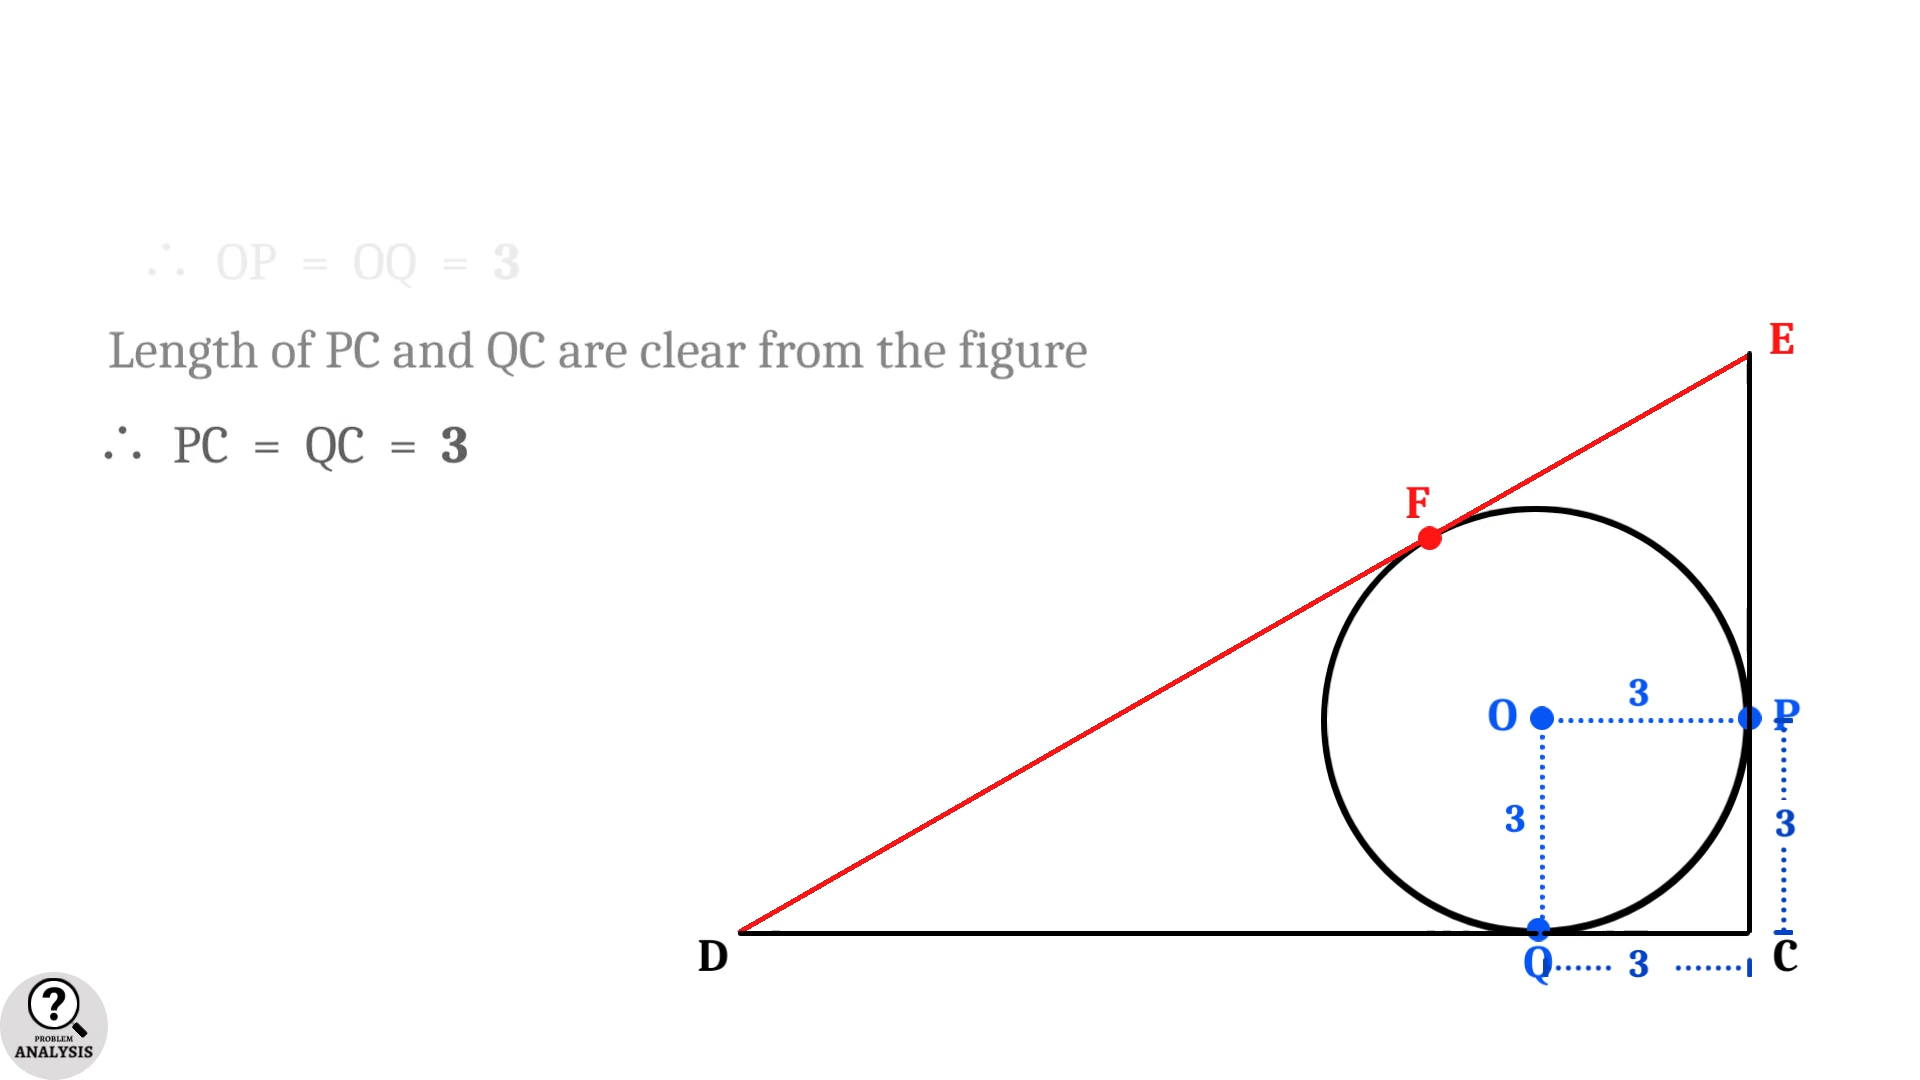 ∴ OP = OQ = 3
Length of PC and QC are clear from the figure
∴ PC = QC = 3
E
F
3
O
P
3
3
D
C
Q
3
?
PROBLEM
ANALYSIS